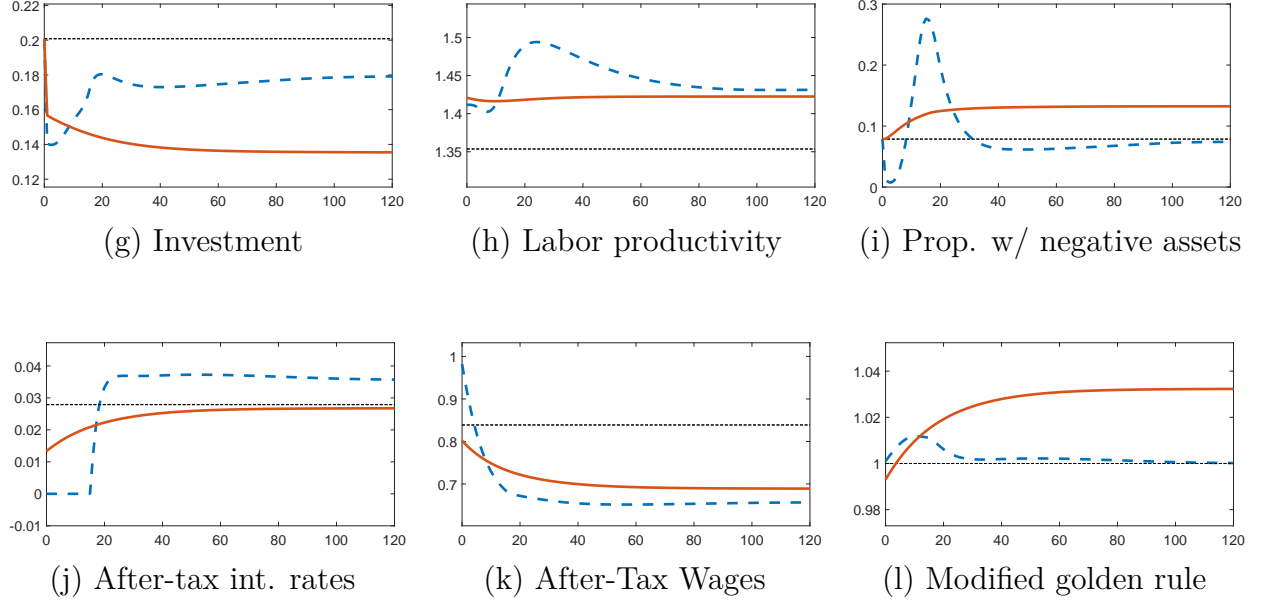 0.22
0.2
0.18
0.16
0.14
0.12
0 20 40 60 80 100 120
(g) Investment
1.5
1.45
1.4
1.35
0 20 40 60 80 100 120
(h) Labor productivity
0.3
0.2
0.1
0
0 20 40 60 80 100 120
(i) Prop. w/ negative assets
0.04
0.03
0.02
0.01
0
-0.01
0 20 40 60 80 100 120
(j) After-tax int. rates
1
0.9
0.8
0.7
0 20 40 60 80 100 120
(k) After-Tax Wages
1.04
1.02
1
0.98
0 20 40 60 80 100 120
(l) Modified golden rule